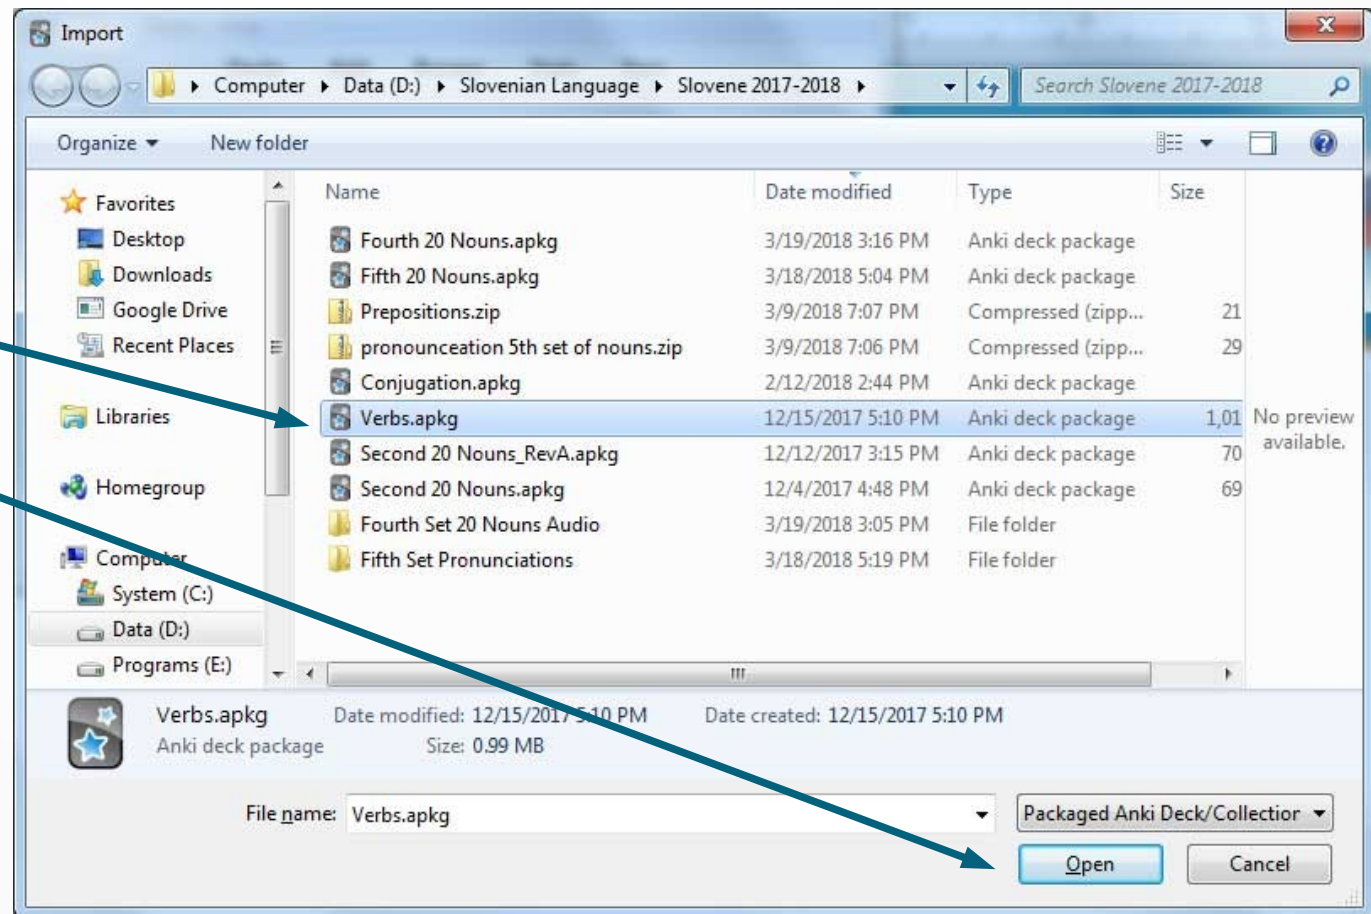 Import
Computer Data (D:) Slovenian Language Slovene 2017-2018 Search Slovene 2017-2018
Organize New folder
Name Date modified Type Size
Favorites
Desktop Fourth 20 Nouns.apkg 3/19/2018 3:16 PM Anki deck package
Downloads Fifth 20 Nouns.apkg 3/18/2018 5:04 PM Anki deck package
Google Drive Prepositions.zip 3/9/2018 7:07 PM Compressed (zipp... 21
Recent Places pronounceation 5th set of nouns.zip 3/9/2018 7:06 PM Compressed (zipp... 29
Conjugation.apkg 2/12/2018 2:44 PM Anki deck package
Libraries Verbs.apkg 12/15/2017 5:10 PM Anki deck package 1,01 No preview
Second 20 Nouns_RevA.apkg 12/12/2017 3:15 PM Anki deck package 70 available.
Homegroup Second 20 Nouns.apkg 12/4/2017 4:48 PM Anki deck package 69
Fourth Set 20 Nouns Audio 3/19/2018 3:05 PM File folder
Computer Fifth Set Pronunciations 3/18/2018 5:19 PM File folder
System (C:)
Data (D:)
Programs (E:)
Verbs.apkg Date modified: 12/15/2017 5:10 PM Date created: 12/15/2017 5:10 PM
Anki deck package Size: 0.99 MB
File name: Verbs.apkg Packaged Anki Deck/Collection
Open Cancel